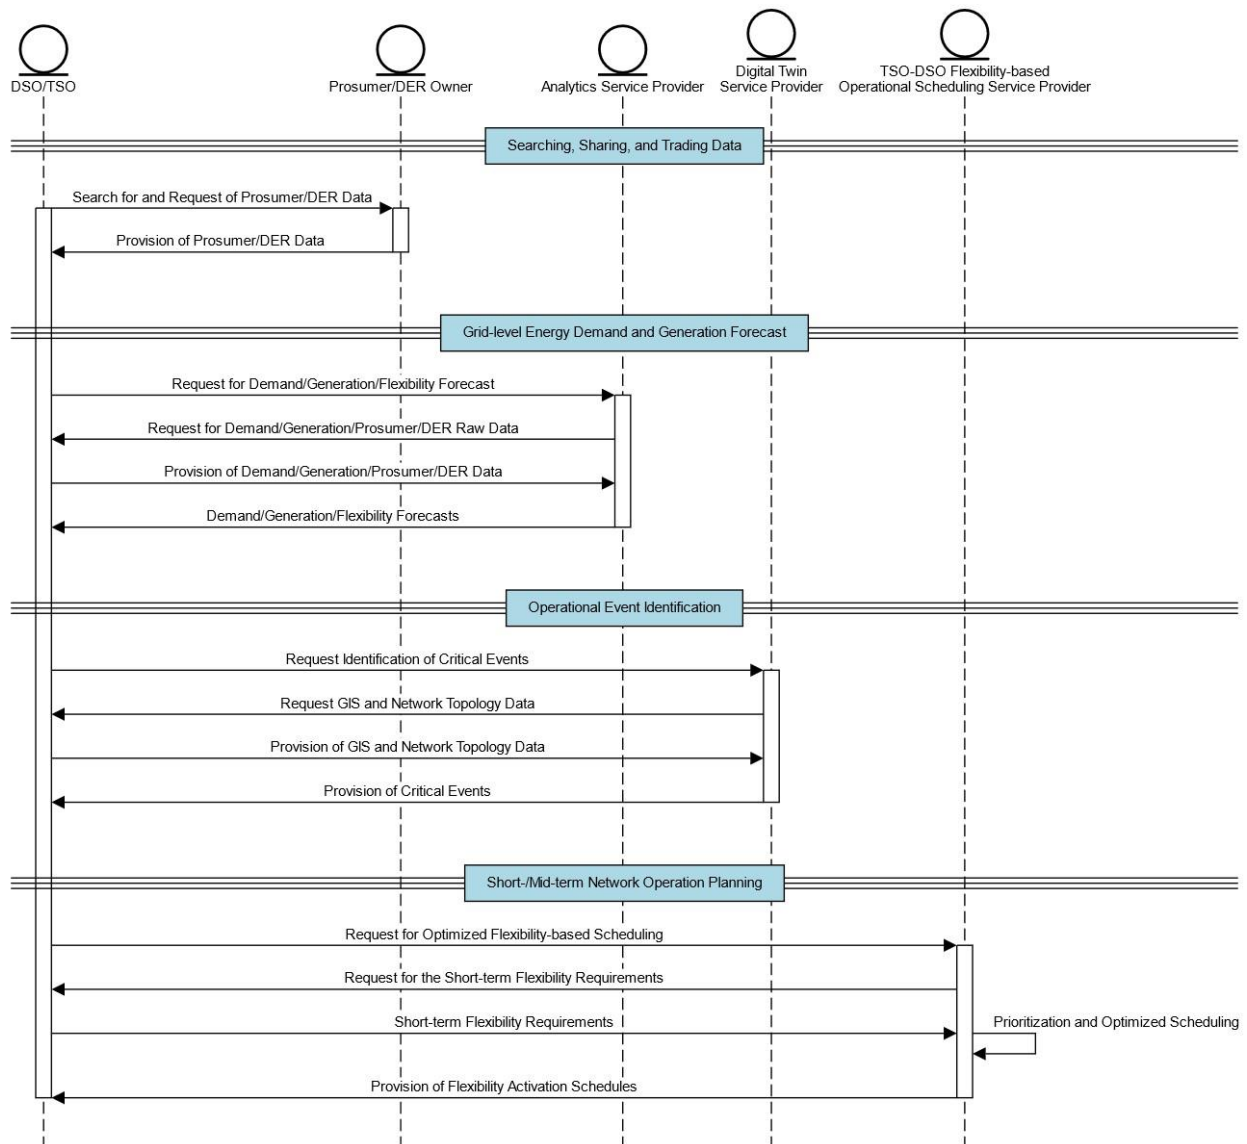 DSO/TSO
Prosumer/DER Owner
Analytics Service Provider
Digital Twin
Service Provider
TSO-DSO Flexibility-based
Operational Scheduling Service Provider
Searching, Sharing, and Trading Data
Search for and Request of Prosumer/DER Data
Provision of Prosumer/DER Data
Grid-level Energy Demand and Generation Forecast
Request for Demand/Generation/Flexibility Forecast
Request for Demand/Generation/Prosumer/DER Raw Data
Provision of Demand/Generation/Prosumer/DER Data
Demand/Generation/Flexibility Forecasts
Operational Event Identification
Request Identification of Critical Events
Request GIS and Network Topology Data
Provision of GIS and Network Topology Data
Provision of Critical Events
Short-/Mid-term Network Operation Planning
Request for Optimized Flexibility-based Scheduling
Request for the Short-term Flexibility Requirements
Short-term Flexibility Requirements
Prioritization and Optimized Scheduling
Provision of Flexibility Activation Schedules